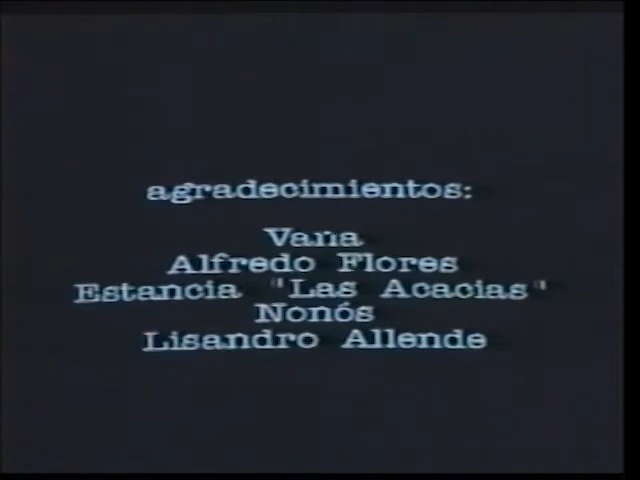 agradecimientos:
Vana
Alfredo Flores
Estancia "Las Acacias"
Nonós
Lisandro Allende